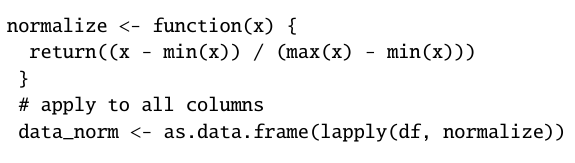 normalize <- function(x) {
  return((x - min(x)) / (max(x) - min(x)))
 }
 # apply to all columns
 data_norm <- as.data.frame(lapply(df, normalize))